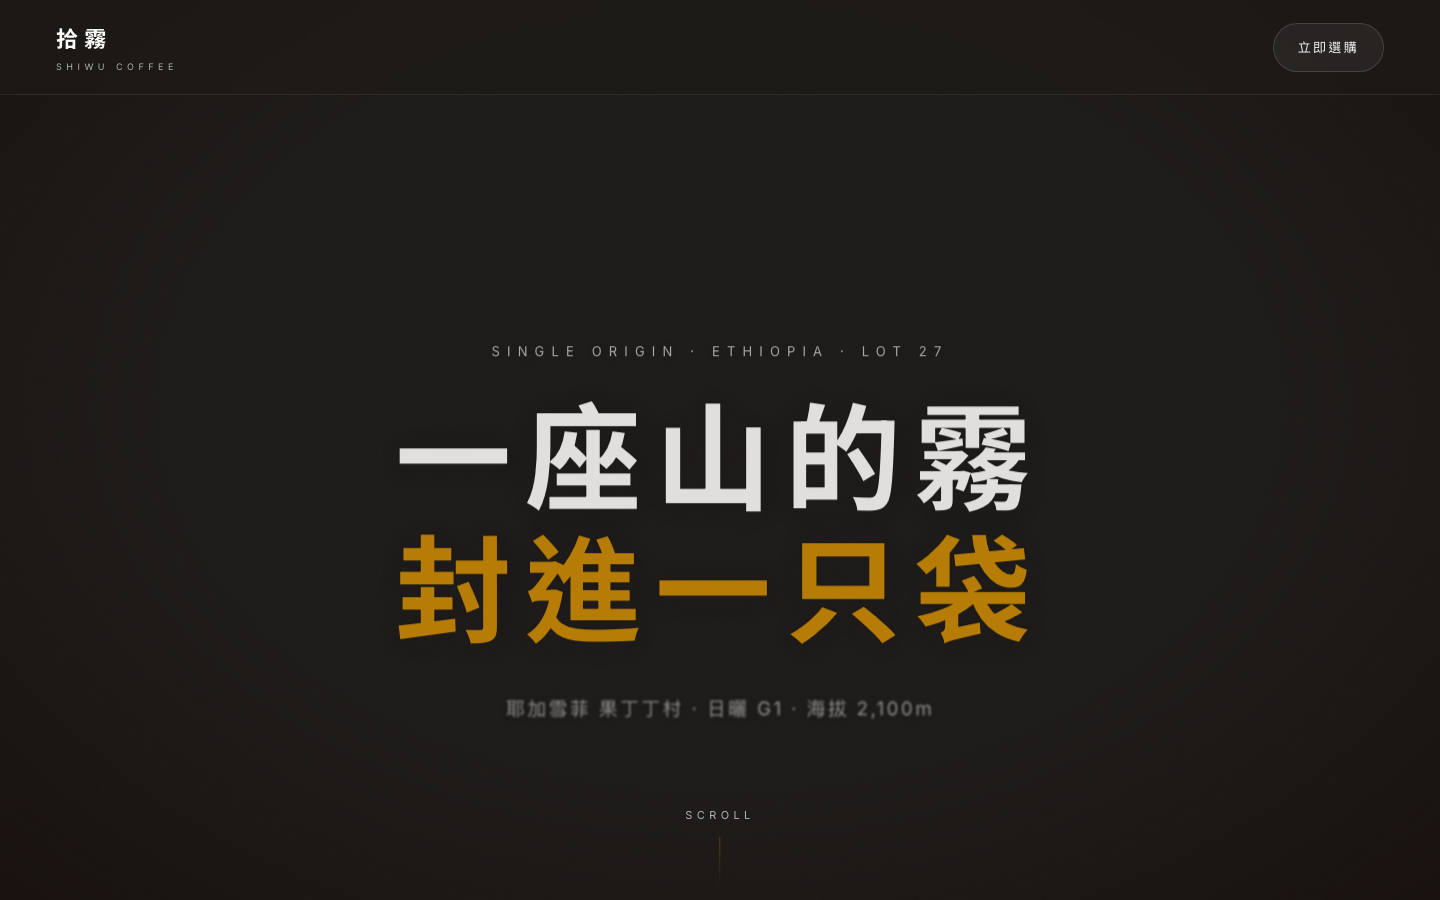 拾霧
SHIWU COFFEE
立即選購
SINGLE ORIGIN · ETHIOPIA · LOT 27
一座山的霧
封進一只袋
耶加雪菲 果丁丁村 · 日曬 G1 · 海拔 2,100m
SCROLL